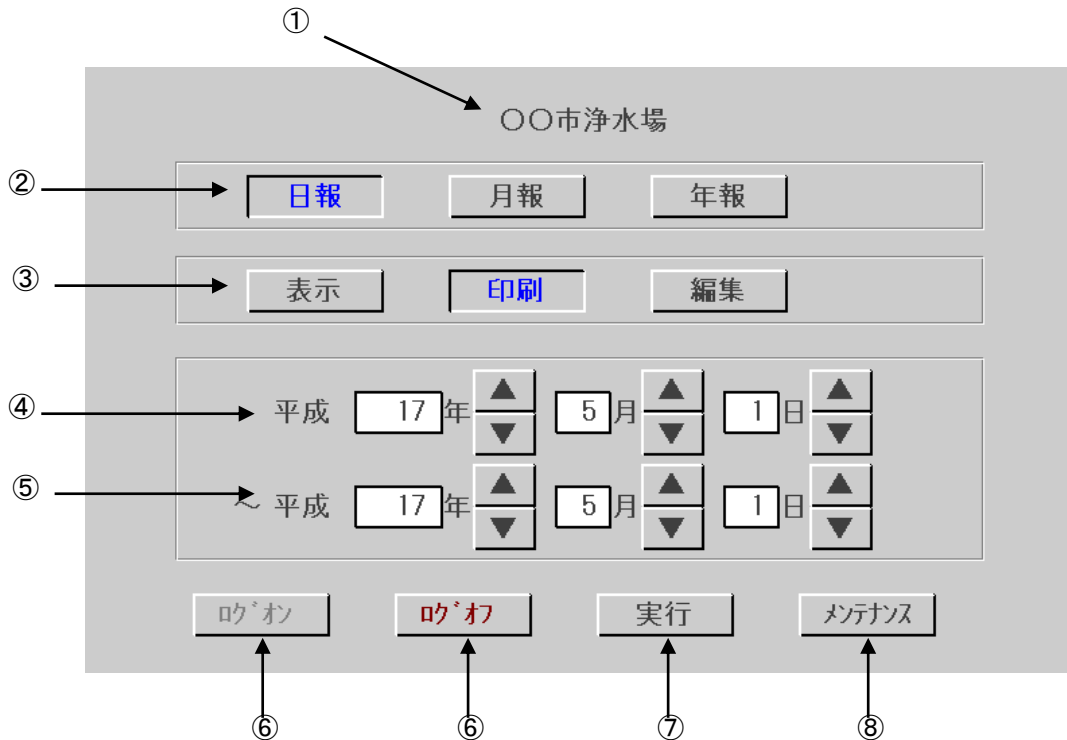 ①
〇〇市浄水場
② 日報 月報 年報
③ 表示 印刷 編集
④ 平成 17 年 ▲ ▼ 5 月 ▲ ▼ 1 日 ▲ ▼
⑤ ～ 平成 17 年 ▲ ▼ 5 月 ▲ ▼ 1 日 ▲ ▼
ﾛｸﾞｵﾝ ﾛｸﾞｵﾌ 実行 ﾒﾝﾃﾅﾝｽ
⑥ ⑥ ⑦ ⑧